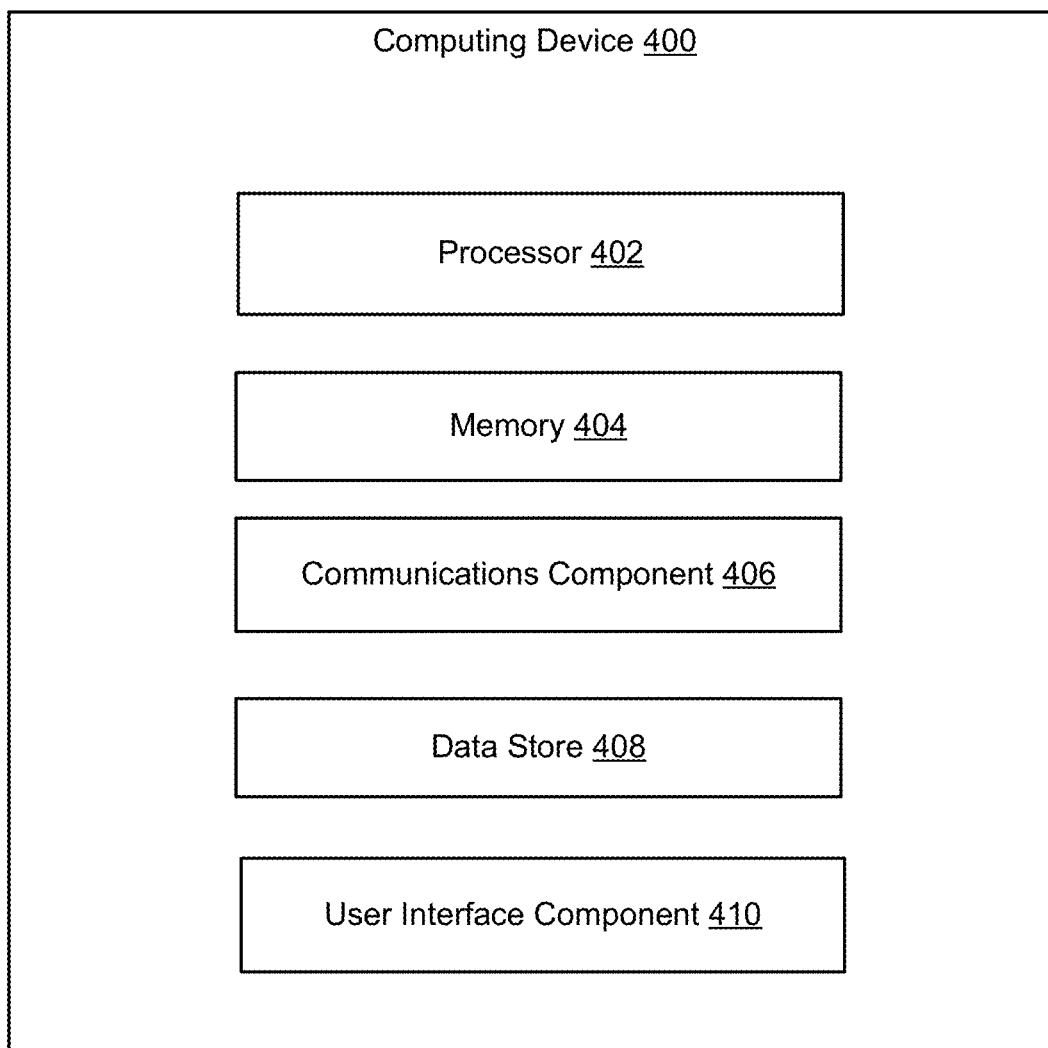 Computing Device 400
Processor 402
Memory 404
Communications Component 406
Data Store 408
User Interface Component 410